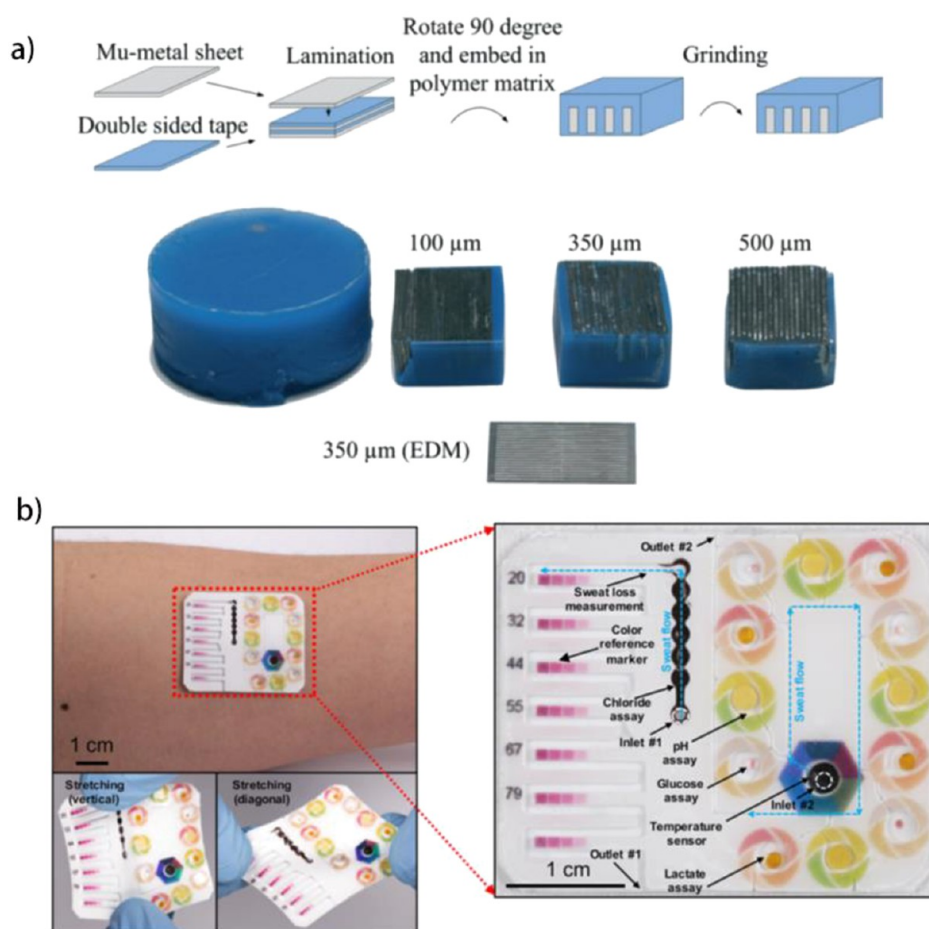 a)
Mu-metal sheet
Double sided tape
Lamination
Rotate 90 degree
and embed in
polymer matrix
Grinding
100 µm
350 µm
500 µm
350 µm (EDM)
b)
1 cm
Stretching
(vertical)
Stretching
(diagonal)
Outlet #2
20
Sweat loss
measurement
32
Color
reference
marker
44
Sweat flow
Chloride
assay
55
Inlet #1
67
pH
assay
Glucose
assay
79
Sweat flow
Inlet #2
Temperature
sensor
Outlet #1
Lactate
assay
1 cm